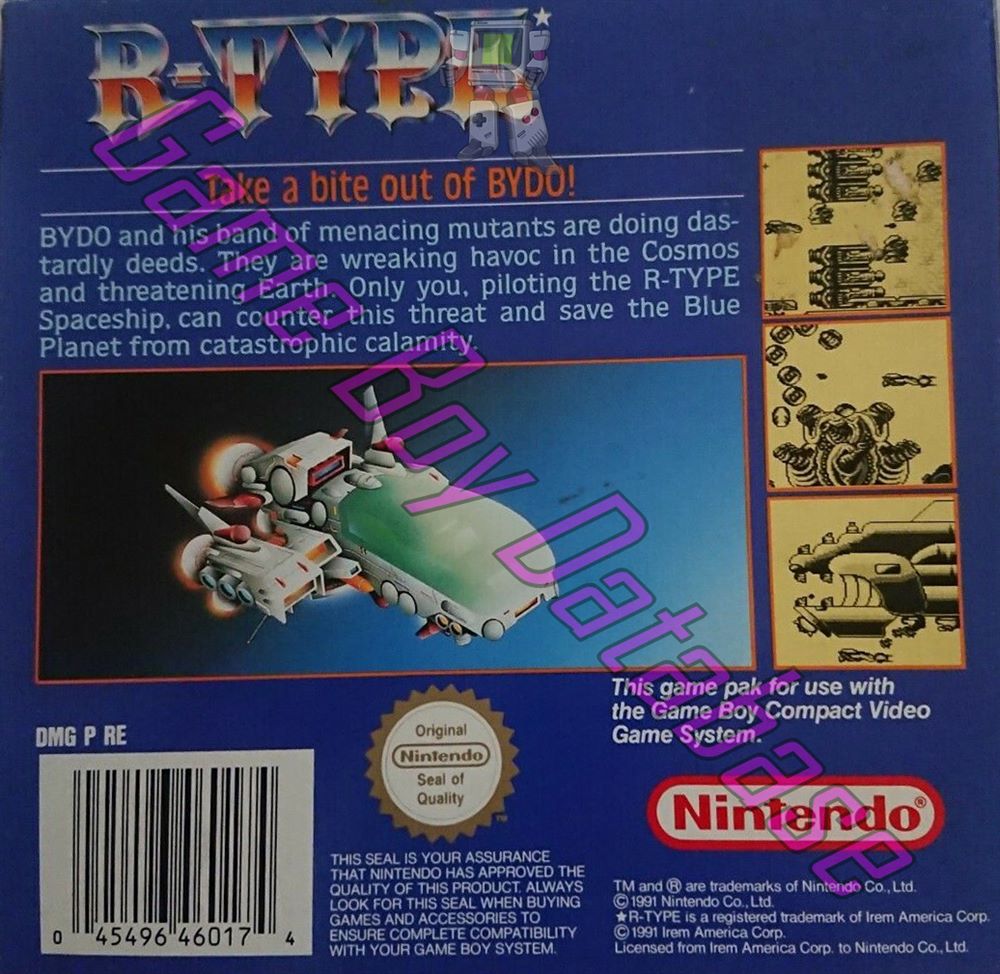 R-TYPE★
Take a bite out of BYDO!
BYDO and his band of menacing mutants are doing das-
tardly deeds. They are wreaking havoc in the Cosmos
and threatening Earth. Only you, piloting the R-TYPE
Spaceship, can counter this threat and save the Blue
Planet from catastrophic calamity.
Game Boy Database
This game pak for use with
the Game Boy Compact Video
Game System.
DMG P RE
Original
Nintendo
Seal of
Quality
TM
Nintendo®
THIS SEAL IS YOUR ASSURANCE
THAT NINTENDO HAS APPROVED THE
QUALITY OF THIS PRODUCT. ALWAYS
LOOK FOR THIS SEAL WHEN BUYING
GAMES AND ACCESSORIES TO
ENSURE COMPLETE COMPATIBILITY
WITH YOUR GAME BOY SYSTEM.
TM and ® are trademarks of Nintendo Co., Ltd.
©1991 Nintendo Co., Ltd.
★R-TYPE is a registered trademark of Irem America Corp.
©1991 Irem America Corp.
Licensed from Irem America Corp. to Nintendo Co., Ltd.
0 45496 46017 4